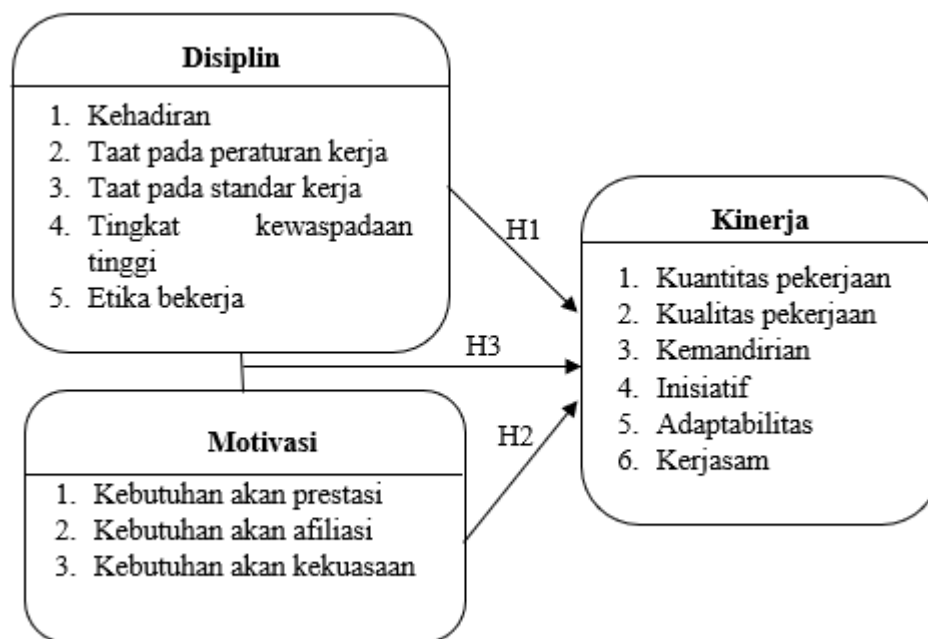 Disiplin
1. Kehadiran
2. Taat pada peraturan kerja
3. Taat pada standar kerja
4. Tingkat kewaspadaan
tinggi
5. Etika bekerja
H1
H3
H2
Motivasi
1. Kebutuhan akan prestasi
2. Kebutuhan akan afiliasi
3. Kebutuhan akan kekuasaan
Kinerja
1. Kuantitas pekerjaan
2. Kualitas pekerjaan
3. Kemandirian
4. Inisiatif
5. Adaptabilitas
6. Kerjasam